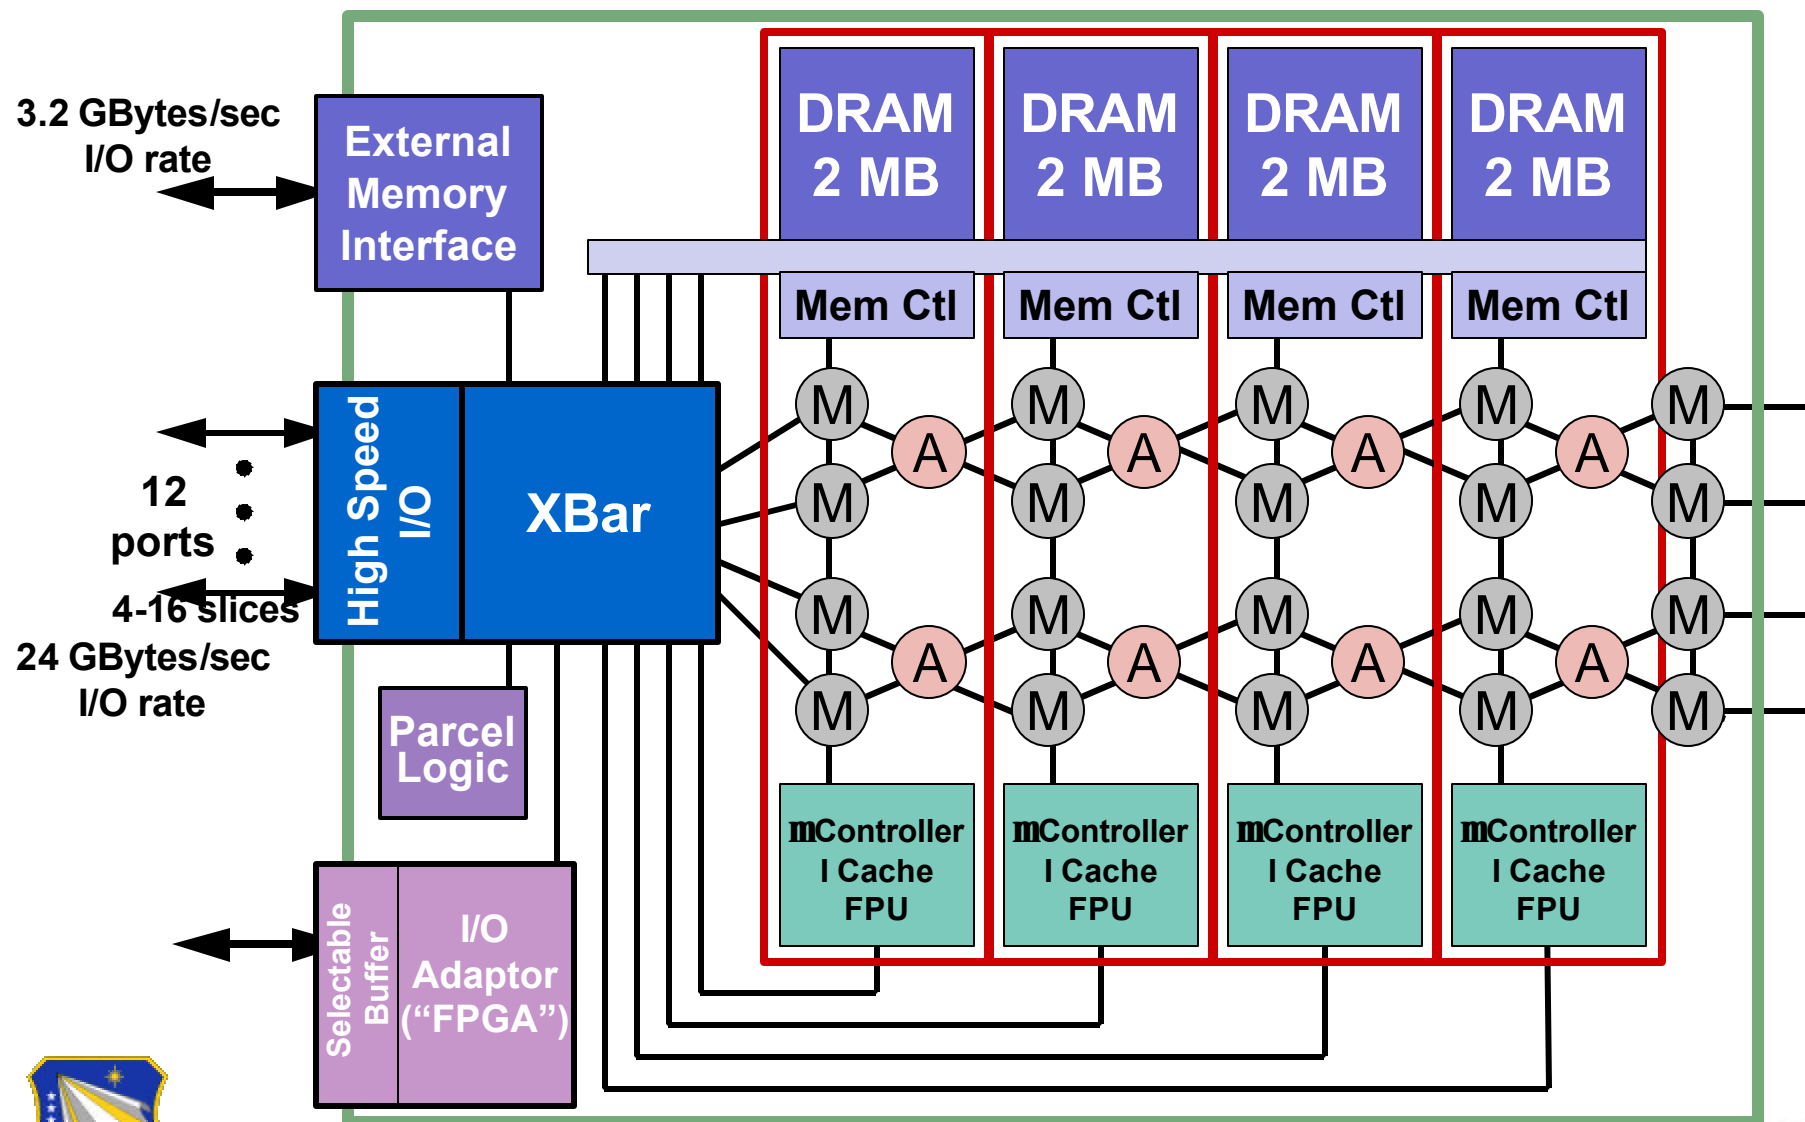 3.2 GBytes/sec
I/O rate
External
Memory
Interface
DRAM
2 MB
DRAM
2 MB
DRAM
2 MB
DRAM
2 MB
Mem Ctl
Mem Ctl
Mem Ctl
Mem Ctl
12
ports
4-16 slices
24 GBytes/sec
I/O rate
High Speed
I/O
XBar
M
M
M
M
M
A
A
A
A
M
M
M
M
M
M
M
M
M
M
A
A
A
A
M
M
M
M
M
Parcel
Logic
mController
I Cache
FPU
mController
I Cache
FPU
mController
I Cache
FPU
mController
I Cache
FPU
Selectable
Buffer
I/O
Adaptor
(“FPGA”)